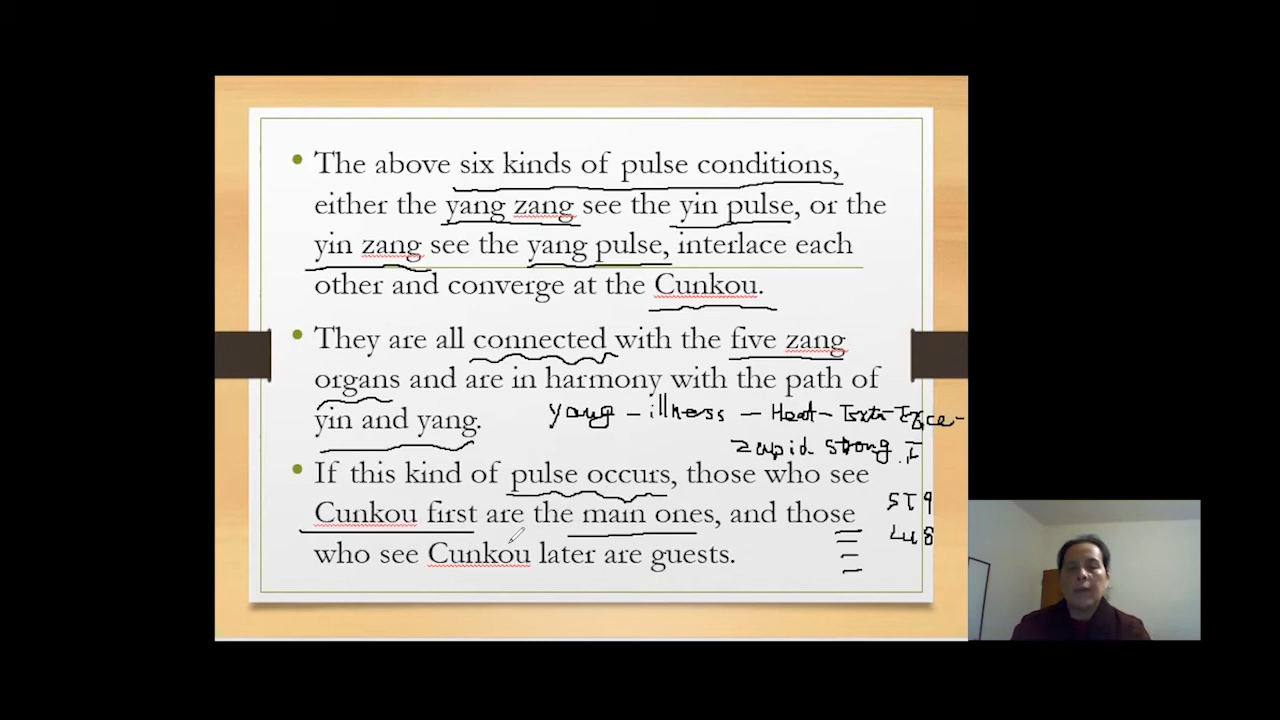 • The above six kinds of pulse conditions,
either the yang zang see the yin pulse, or the
yin zang see the yang pulse, interlace each
other and converge at the Cunkou.
• They are all connected with the five zang
organs and are in harmony with the path of
yin and yang.
yang - illness - Heat -
strong
• If this kind of pulse occurs, those who see
Cunkou first are the main ones, and those
who see Cunkou later are guests.
ST9
LU8